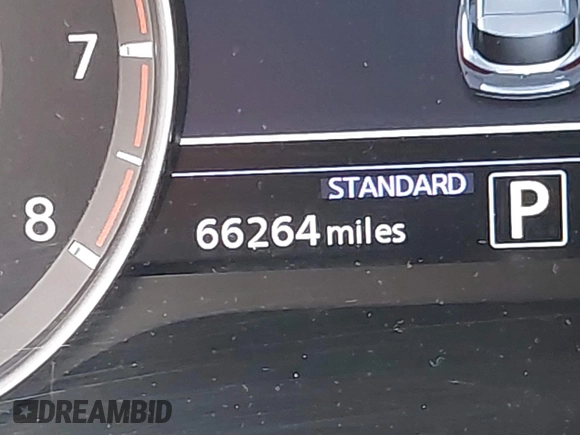 7
STANDARD
8
66264 miles
P
DREAMBID